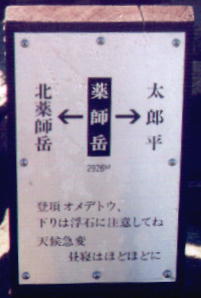 太郎平
←薬師岳→
北薬師岳
2926M
登頂オメデトウ、
下りは浮石に注意してね
天候急変
昼寝はほどほどに